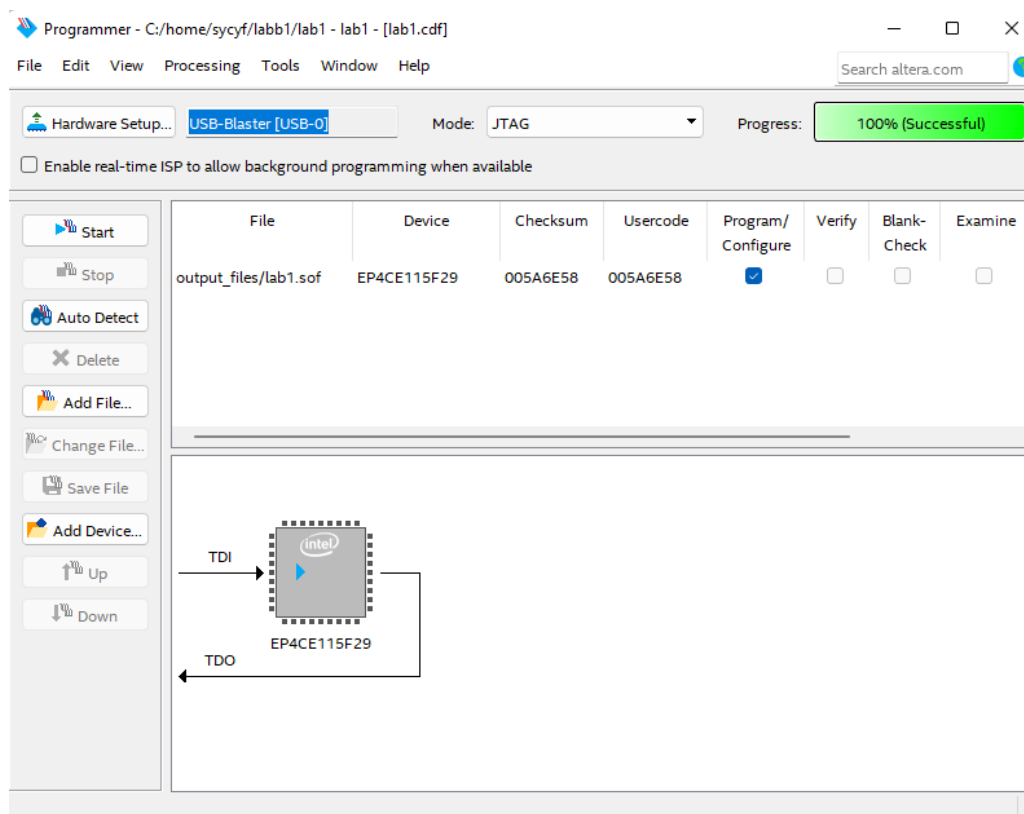 Programmer - C:/home/sycyf/labb1/lab1 - lab1 - [lab1.cdf]
File Edit View Processing Tools Window Help
Search altera.com
Hardware Setup... USB-Blaster [USB-0] Mode: JTAG Progress: 100% (Successful)
Enable real-time ISP to allow background programming when available
Start
Stop
Auto Detect
Delete
Add File...
Change File...
Save File
Add Device...
Up
Down
File Device Checksum Usercode Program/ Verify Blank- Examine
Configure Check
output_files/lab1.sof EP4CE115F29 005A6E58 005A6E58
TDI
intel
EP4CE115F29
TDO